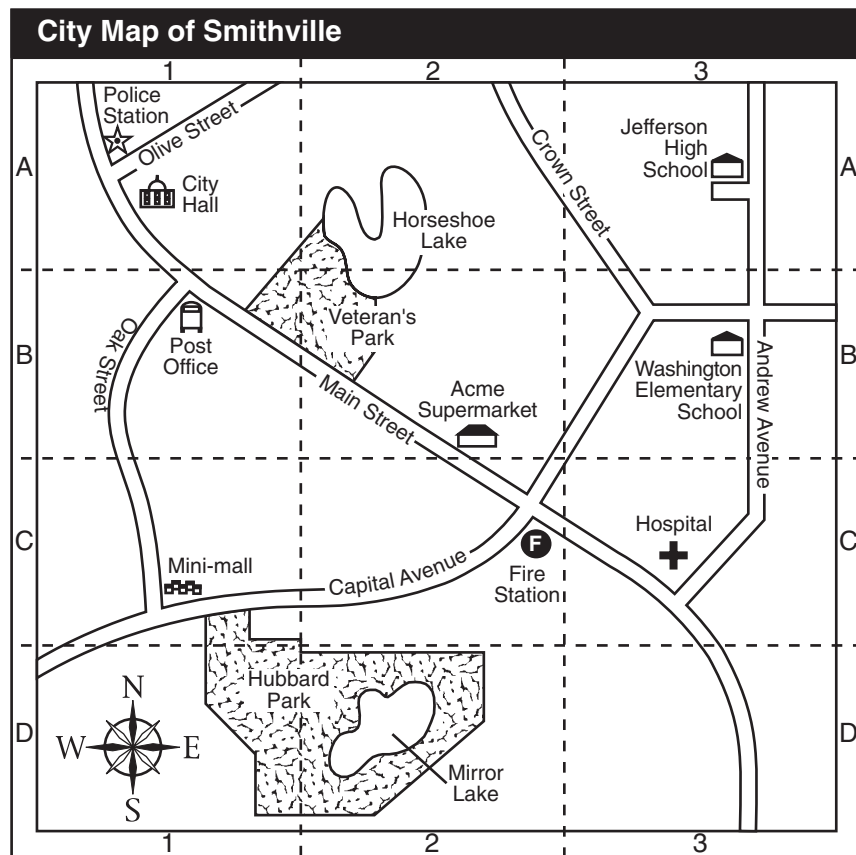 City Map of Smithville
1 2 3
Police
Station
Olive Street
A
City
Hall
Horseshoe
Lake
Crown Street
Jefferson
High
School
A
Oak Street
B
Post
Office
Veteran's
Park
Main Street
Acme
Supermarket
Washington
Elementary
School
Andrew Avenue
B
C
Mini-mall
Capital Avenue
F
Fire
Station
Hospital
C
Hubbard
Park
Mirror
Lake
N
W E
S
D
D
1 2 3